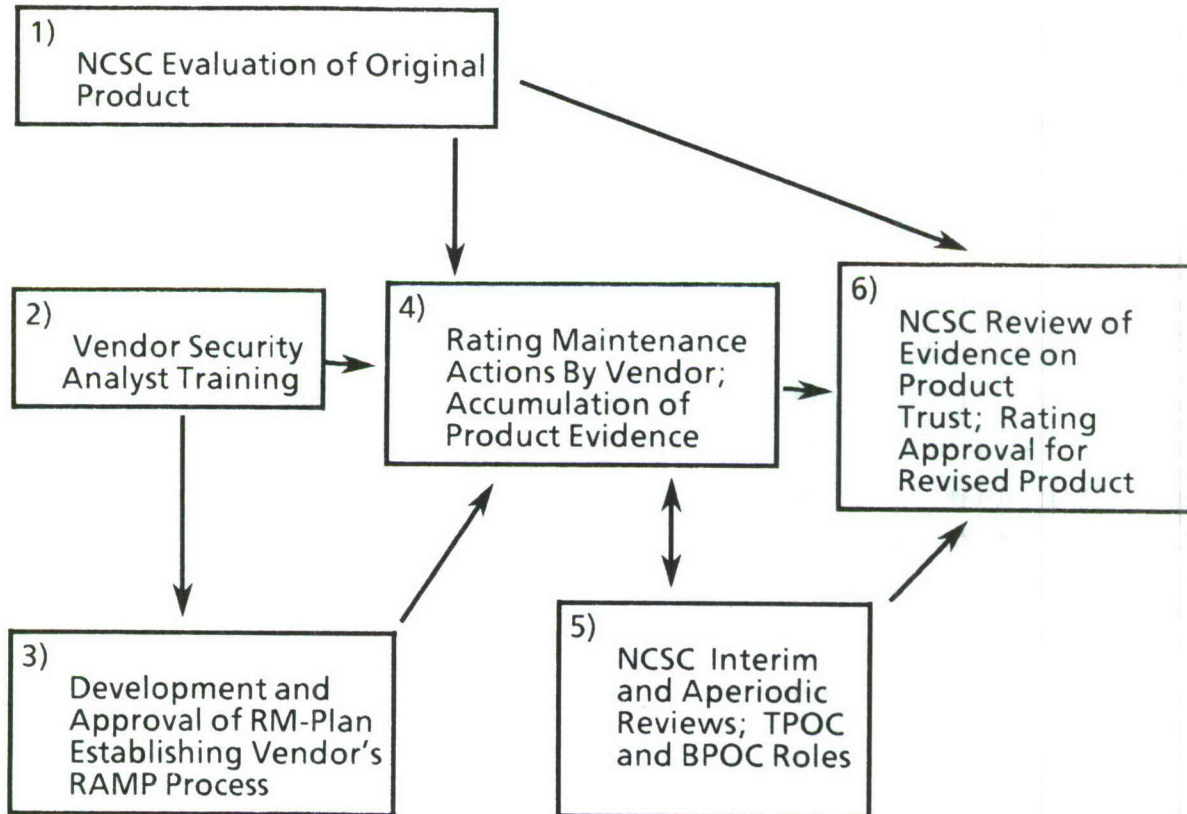 1)
NCSC Evaluation of Original
Product
2)
Vendor Security
Analyst Training
3)
Development and
Approval of RM-Plan
Establishing Vendor's
RAMP Process
4)
Rating Maintenance
Actions By Vendor;
Accumulation of
Product Evidence
5)
NCSC Interim
and Aperiodic
Reviews; TPOC
and BPOC Roles
6)
NCSC Review of
Evidence on
Product
Trust; Rating
Approval for
Revised Product